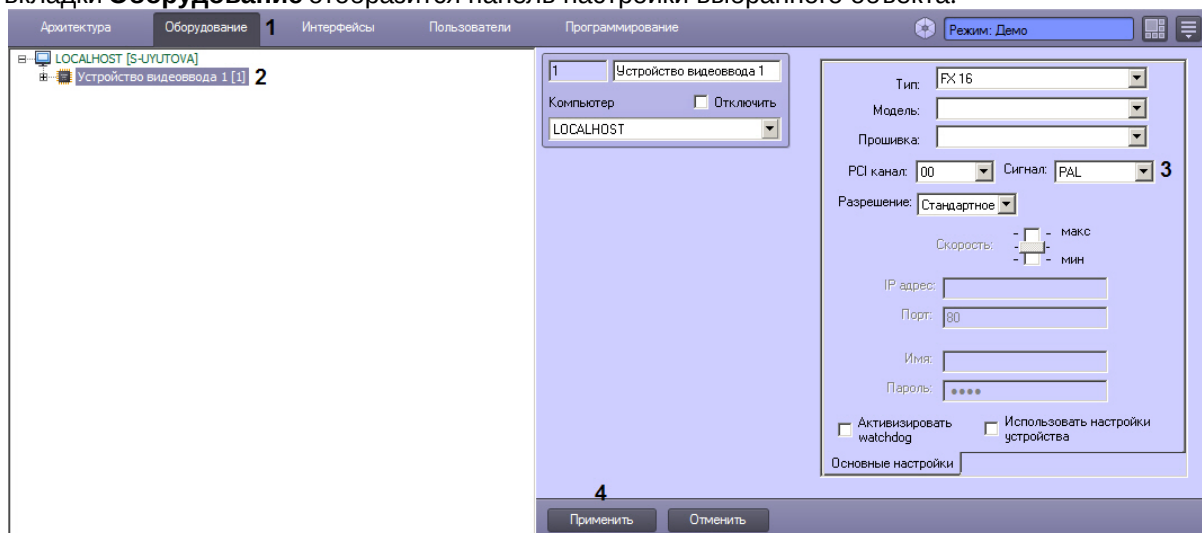 вкладки Оборудование отобразится панель настройки выбранного объекта.
Архитектура Оборудование 1 Интерфейсы Пользователи Программирование Режим: Демо
LOCALHOST [S-UYUTOVA]
Устройство видеоввода 1 [1] 2
1 Устройство видеоввода 1
Компьютер Отключить
LOCALHOST
Тип: FX 16
Модель:
Прошивка:
PCI канал: 00 Сигнал: PAL 3
Разрешение: Стандартное
Скорость: - - макс
- -
- - мин
IP адрес:
Порт: 80
Имя:
Пароль: ••••
Активизировать watchdog
Использовать настройки устройства
Основные настройки
4
Применить Отменить